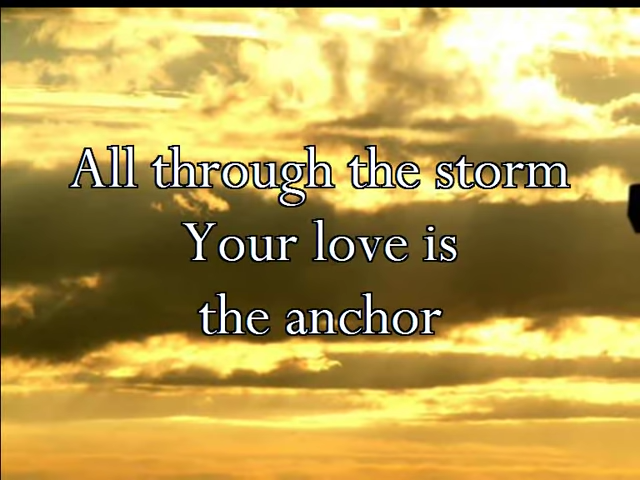 All through the storm
Your love is
the anchor